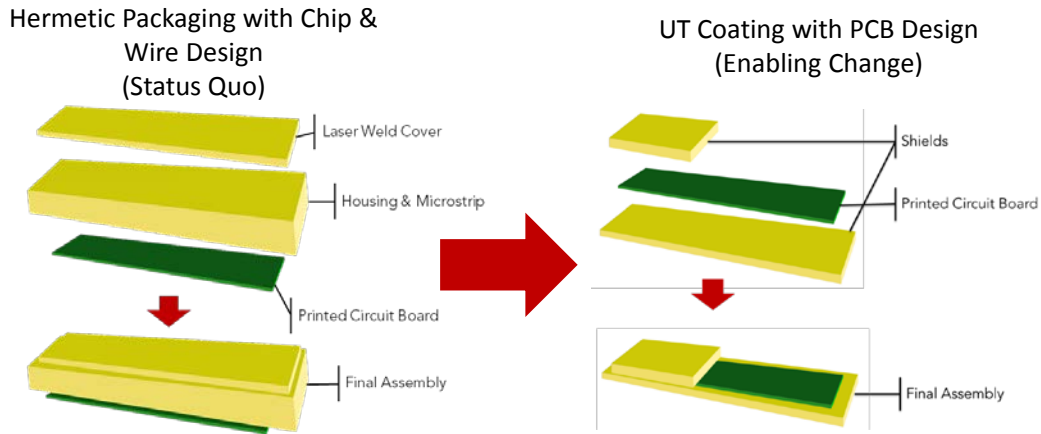 Hermetic Packaging with Chip &
Wire Design
(Status Quo)
Laser Weld Cover
Housing & Microstrip
Printed Circuit Board
Final Assembly
UT Coating with PCB Design
(Enabling Change)
Shields
Printed Circuit Board
Final Assembly